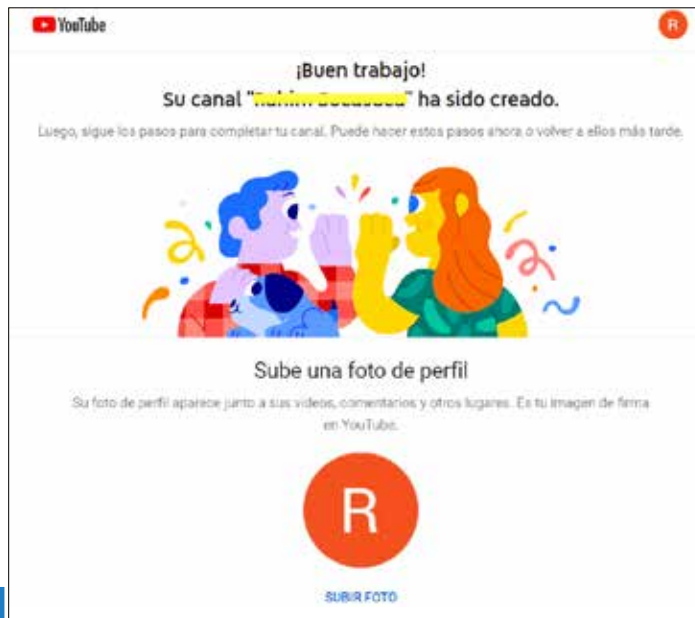 YouTube
R
¡Buen trabajo!
Su canal " " ha sido creado.
Luego, sigue los pasos para completar tu canal. Puede hacer estos pasos ahora o volver a ellos más tarde.
Sube una foto de perfil
Su foto de perfil aparece junto a sus videos, comentarios y otros lugares. Es tu imagen de firma
en YouTube.
R
SUBIR FOTO